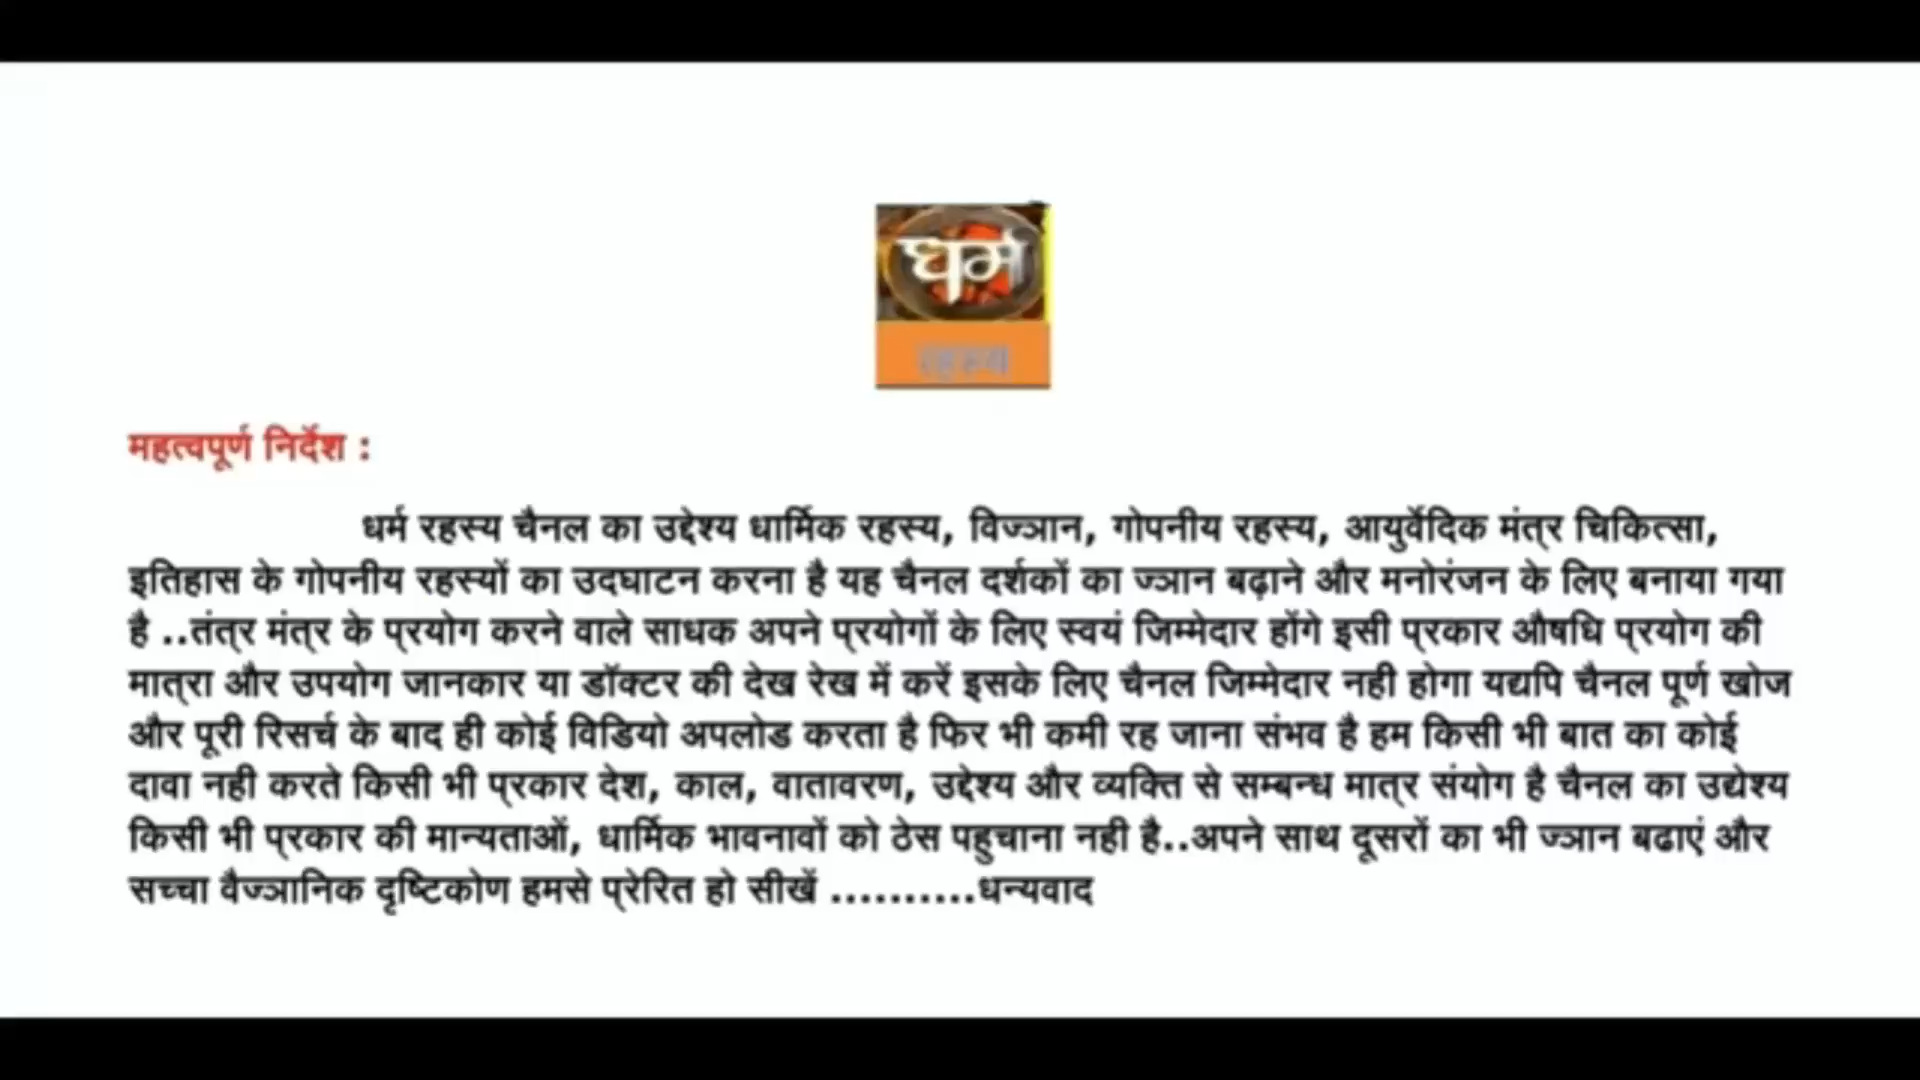 धर्म
रहस्य
महत्वपूर्ण निर्देश :
धर्म रहस्य चैनल का उद्देश्य धार्मिक रहस्य, विज्ञान, गोपनीय रहस्य, आयुर्वेदिक मंत्र चिकित्सा,
इतिहास के गोपनीय रहस्यों का उदघाटन करना है यह चैनल दर्शकों का ज्ञान बढ़ाने और मनोरंजन के लिए बनाया गया
है ..तंत्र मंत्र के प्रयोग करने वाले साधक अपने प्रयोगों के लिए स्वयं जिम्मेदार होंगे इसी प्रकार औषधि प्रयोग की
मात्रा और उपयोग जानकार या डॉक्टर की देख रेख में करें इसके लिए चैनल जिम्मेदार नही होगा यद्यपि चैनल पूर्ण खोज
और पूरी रिसर्च के बाद ही कोई विडियो अपलोड करता है फिर भी कमी रह जाना संभव है हम किसी भी बात का कोई
दावा नही करते किसी भी प्रकार देश, काल, वातावरण, उद्देश्य और व्यक्ति से सम्बन्ध मात्र संयोग है चैनल का उद्येश्य
किसी भी प्रकार की मान्यताओं, धार्मिक भावनावों को ठेस पहुचाना नही है..अपने साथ दूसरों का भी ज्ञान बढाएं और
सच्चा वैज्ञानिक दृष्टिकोण हमसे प्रेरित हो सीखें ..........धन्यवाद